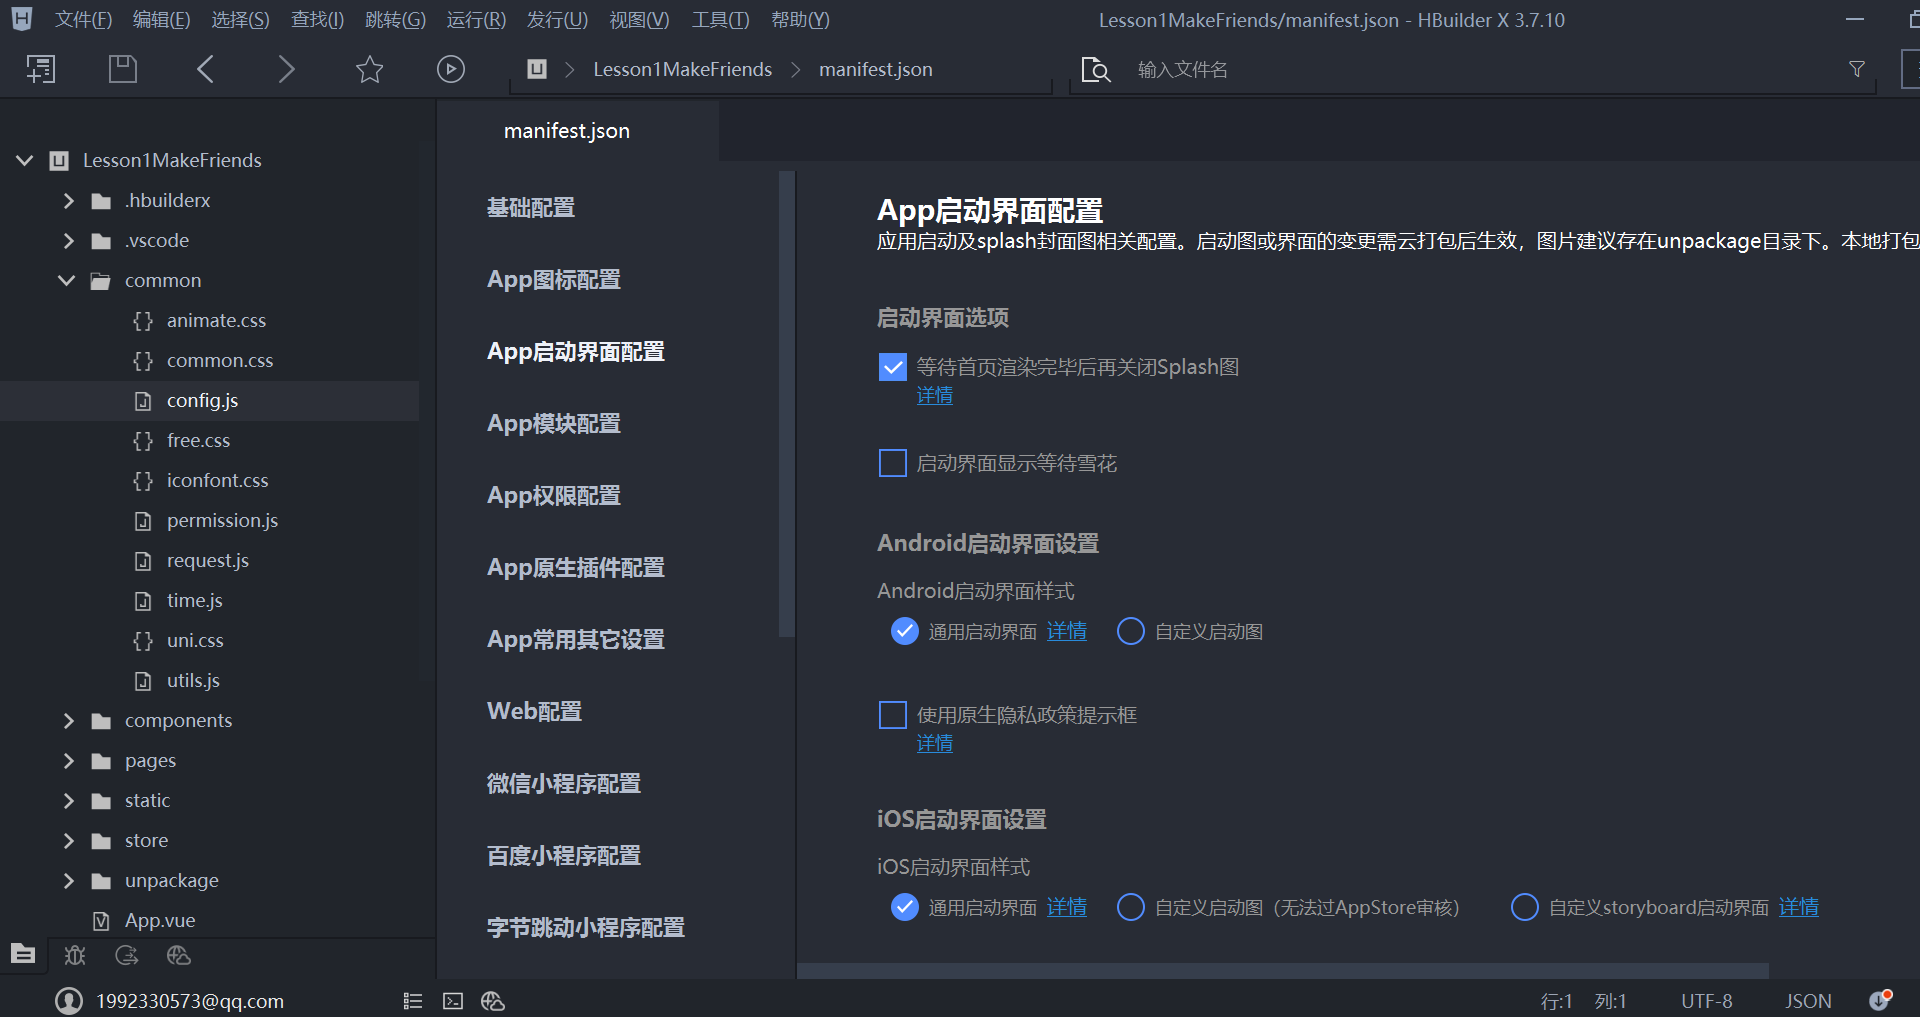 文件(F) 编辑(E) 选择(S) 查找(I) 跳转(G) 运行(R) 发行(U) 视图(V) 工具(T) 帮助(Y) Lesson1MakeFriends/manifest.json - HBuilder X 3.7.10
Lesson1MakeFriends manifest.json 输入文件名
manifest.json
Lesson1MakeFriends
.hbuilderx
.vscode
common
animate.css
common.css
config.js
free.css
iconfont.css
permission.js
request.js
time.js
uni.css
utils.js
components
pages
static
store
unpackage
App.vue
基础配置
App图标配置
App启动界面配置
App模块配置
App权限配置
App原生插件配置
App常用其它设置
Web配置
微信小程序配置
百度小程序配置
字节跳动小程序配置
App启动界面配置
应用启动及splash封面图相关配置。启动图或界面的变更需云打包后生效，图片建议存在unpackage目录下。本地打包
启动界面选项
等待首页渲染完毕后再关闭Splash图
详情
启动界面显示等待雪花
Android启动界面设置
Android启动界面样式
通用启动界面 详情 自定义启动图
使用原生隐私政策提示框
详情
iOS启动界面设置
iOS启动界面样式
通用启动界面 详情 自定义启动图（无法过AppStore审核） 自定义storyboard启动界面 详情
1992330573@qq.com 行:1 列:1 UTF-8 JSON